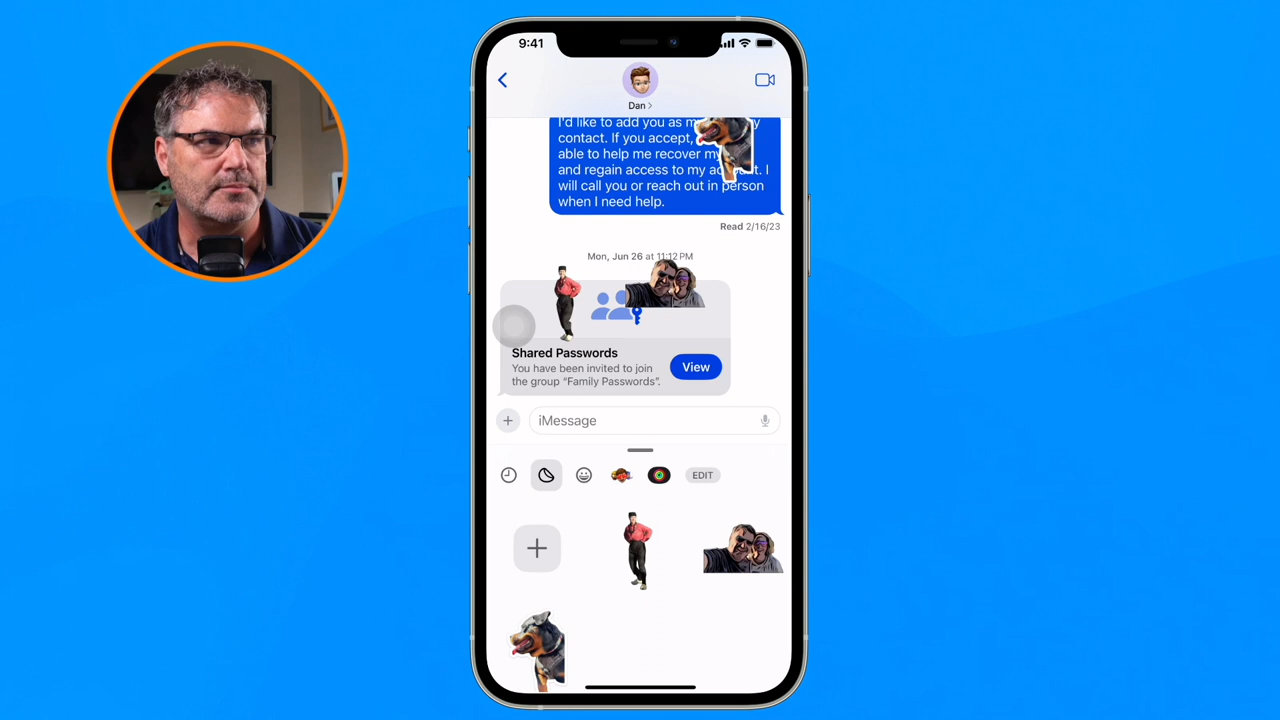 9:41
Dan
I'd like to add you as m y
contact. If you accept,
able to help me recover my
and regain access to my t. I
will call you or reach out in person
when I need help.
Read 2/16/23
Mon, Jun 26 at 11:12 PM
Shared Passwords
You have been invited to join
the group “Family Passwords”.
View
iMessage
EDIT